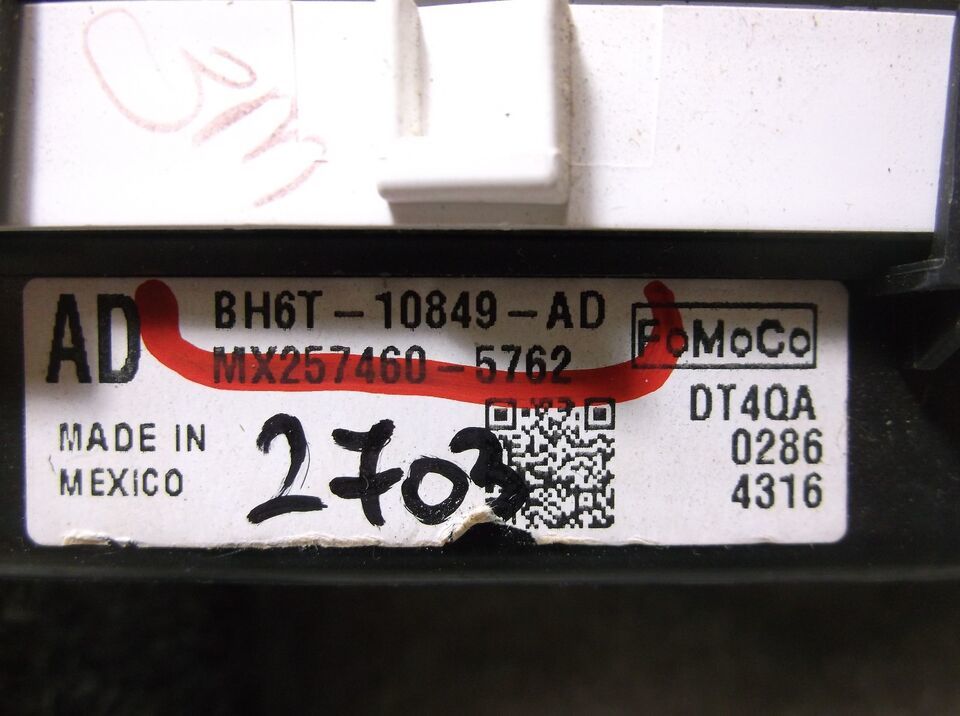 AD
BH6T-10849-AD
MX257460-5762
FoMoCo
MADE IN
MEXICO
2703
DT4QA
0286
4316